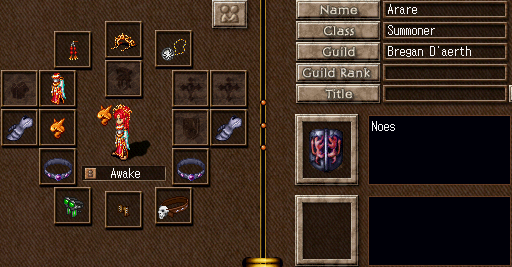 Name Arare
Class Summoner
Guild Bregan D'aerth
Guild Rank
Title
Noes
Awake